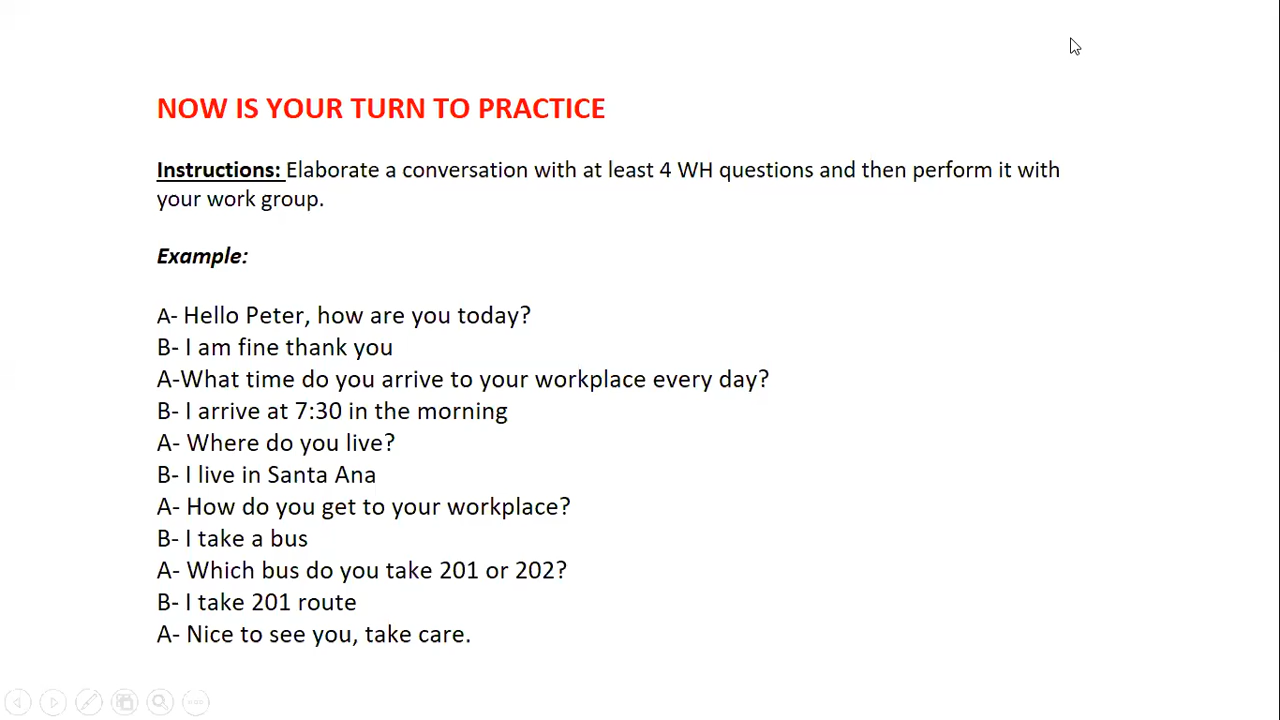 NOW IS YOUR TURN TO PRACTICE
Instructions: Elaborate a conversation with at least 4 WH questions and then perform it with
your work group.
Example:
A- Hello Peter, how are you today?
B- I am fine thank you
A-What time do you arrive to your workplace every day?
B- I arrive at 7:30 in the morning
A- Where do you live?
B- I live in Santa Ana
A- How do you get to your workplace?
B- I take a bus
A- Which bus do you take 201 or 202?
B- I take 201 route
A- Nice to see you, take care.